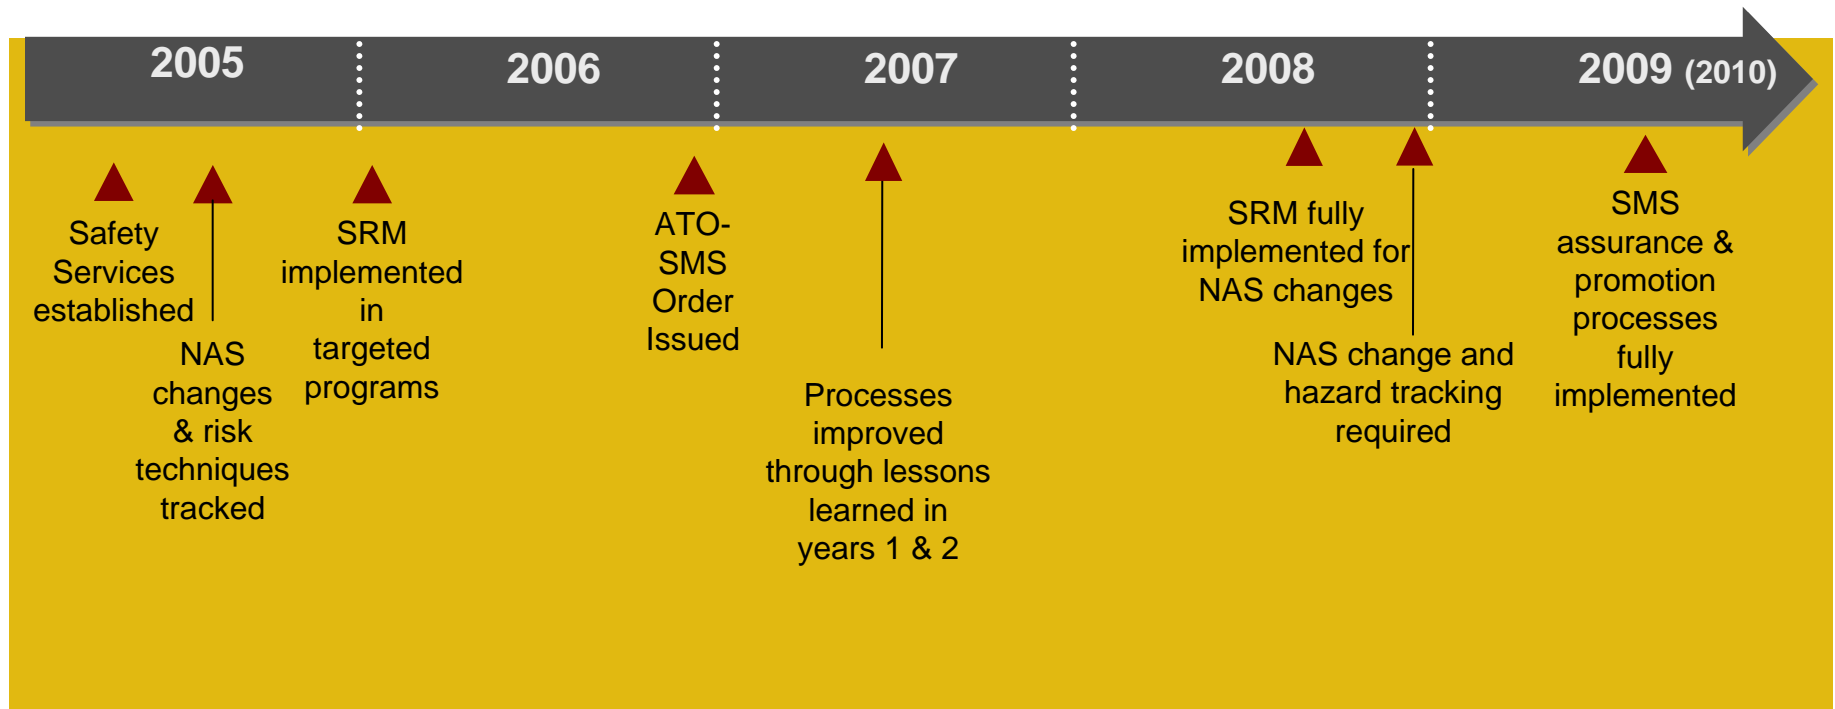 2005
2006
2007
2008
2009 (2010)
Safety
Services
established
NAS
changes
& risk
techniques
tracked
SRM
implemented
in
targeted
programs
ATO-
SMS
Order
Issued
Processes
improved
through lessons
learned in
years 1 & 2
SRM fully
implemented for
NAS changes
NAS change and
hazard tracking
required
SMS
assurance &
promotion
processes
fully
implemented